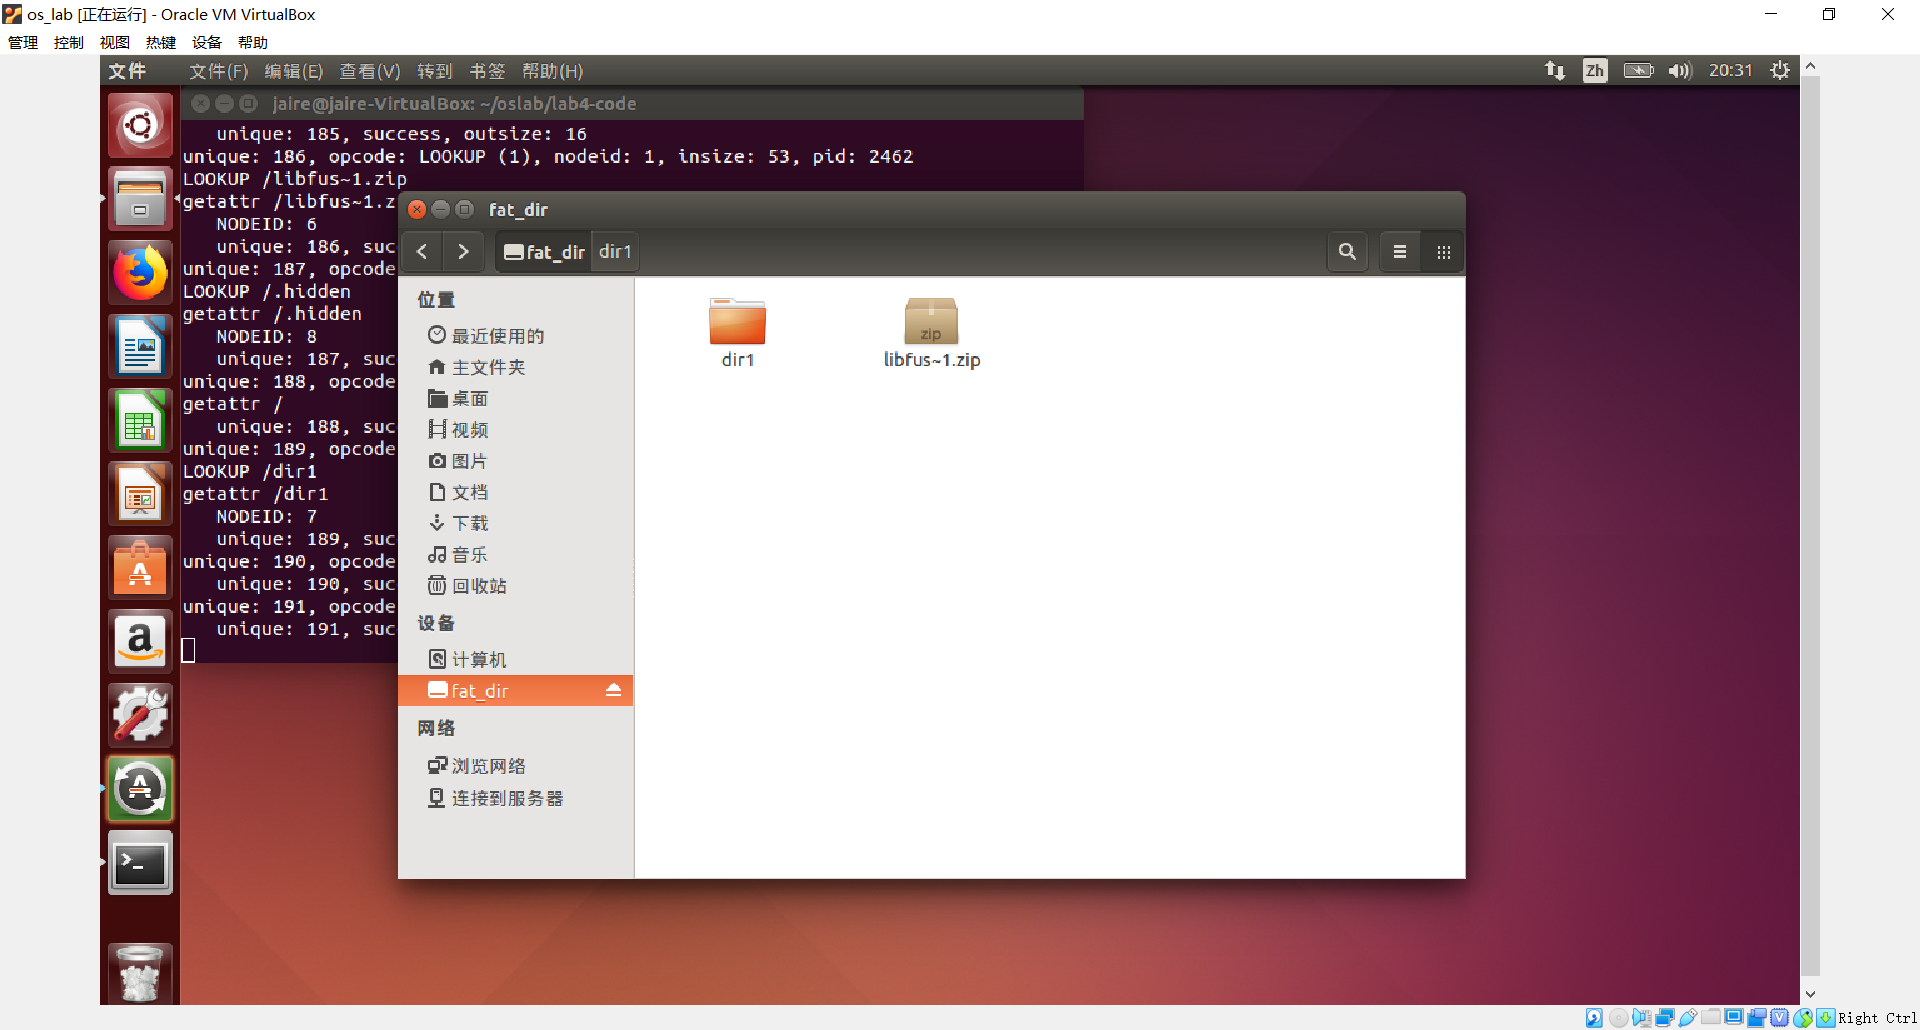 os_lab [正在运行] - Oracle VM VirtualBox
管理 控制 视图 热键 设备 帮助
文件 文件(F) 编辑(E) 查看(V) 转到 书签 帮助(H) Zh 20:31
jaire@jaire-VirtualBox: ~/oslab/lab4-code
unique: 185, success, outsize: 16
unique: 186, opcode: LOOKUP (1), nodeid: 1, insize: 53, pid: 2462
LOOKUP /libfus~1.zip
getattr /libfus~1.z
NODEID: 6
unique: 186, suc
unique: 187, opcode
LOOKUP /.hidden
getattr /.hidden
NODEID: 8
unique: 187, suc
unique: 188, opcode
getattr /
unique: 188, suc
unique: 189, opcode
LOOKUP /dir1
getattr /dir1
NODEID: 7
unique: 189, suc
unique: 190, opcode
unique: 190, suc
unique: 191, opcode
unique: 191, suc
fat_dir
fat_dir dir1
位置
最近使用的
主文件夹
桌面
视频
图片
文档
下载
音乐
回收站
设备
计算机
fat_dir
网络
浏览网络
连接到服务器
dir1
zip
libfus~1.zip
Right Ctrl